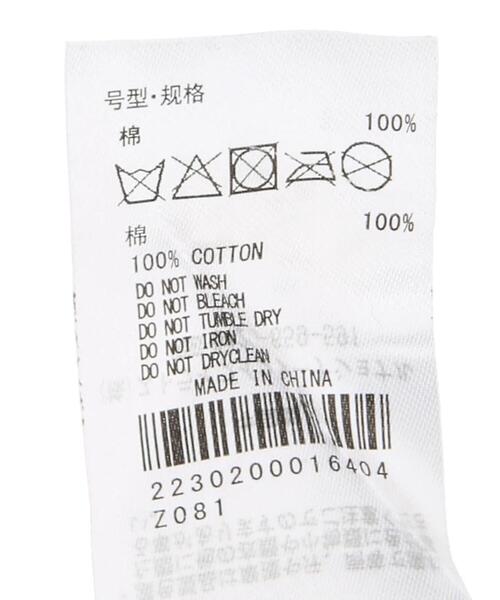 号型・规格
棉 100%
棉 100%
100% COTTON
DO NOT WASH
DO NOT BLEACH
DO NOT TUMBLE DRY
DO NOT IRON
DO NOT DRYCLEAN
MADE IN CHINA
2230200016404
Z081